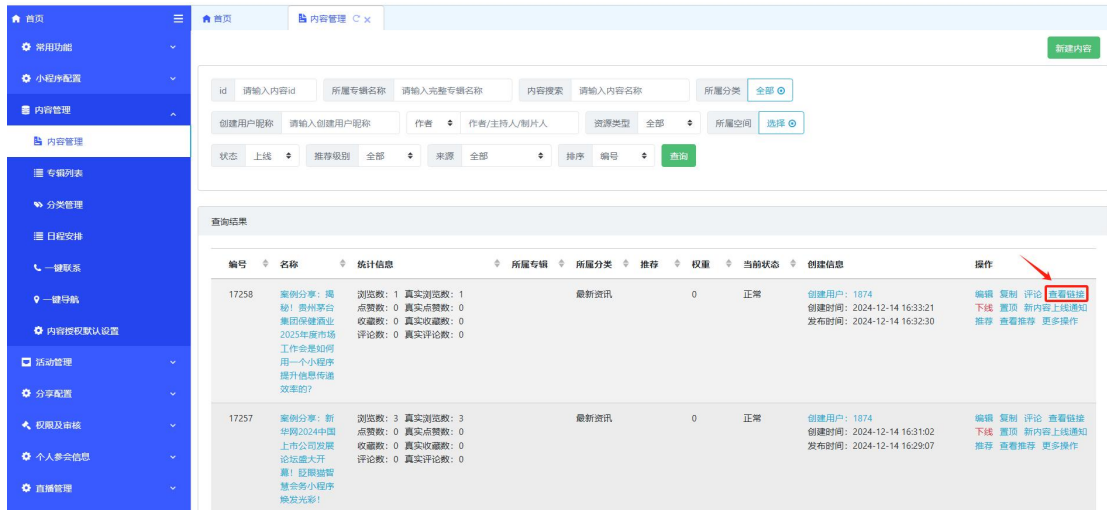 首页
常用功能
小程序配置
内容管理
内容管理
专辑列表
分类管理
日程安排
一键联系
一键导航
内容授权默认设置
活动管理
分享配置
权限及审核
个人参会信息
直播管理
首页 内容管理
新建内容
id 请输入内容id 所属专辑名称 请输入完整专辑名称 内容搜索 请输入内容名称 所属分类 全部
创建用户昵称 请输入创建用户昵称 作者 作者/主持人/制片人 资源类型 全部 所属空间 选择
状态 上线 推荐级别 全部 来源 全部 排序 编号 查询
查询结果
编号 名称 统计信息 所属专辑 所属分类 推荐 权重 当前状态 创建信息 操作
17258 案例分享：揭 浏览数：1 真实浏览数：1 最新资讯 0 正常 创建用户：1874 编辑 复制 评论 查看链接
秘！贵州茅台 点赞数：0 真实点赞数：0 创建时间：2024-12-14 16:33:21 下线 置顶 新内容上线通知
集团保健酒业 收藏数：0 真实收藏数：0 发布时间：2024-12-14 16:32:30 推荐 查看推荐 更多操作
2025年度市场 评论数：0 真实评论数：0
工作会是如何
用一个小程序
提升信息传递
效率的?
17257 案例分享：新 浏览数：3 真实浏览数：3 最新资讯 0 正常 创建用户：1874 编辑 复制 评论 查看链接
华网2024中国 点赞数：0 真实点赞数：0 创建时间：2024-12-14 16:31:02 下线 置顶 新内容上线通知
上市公司发展 收藏数：0 真实收藏数：0 发布时间：2024-12-14 16:29:07 推荐 查看推荐 更多操作
论坛盛大开 评论数：0 真实评论数：0
幕！眨眼猫智
慧会务小程序
焕发光彩！